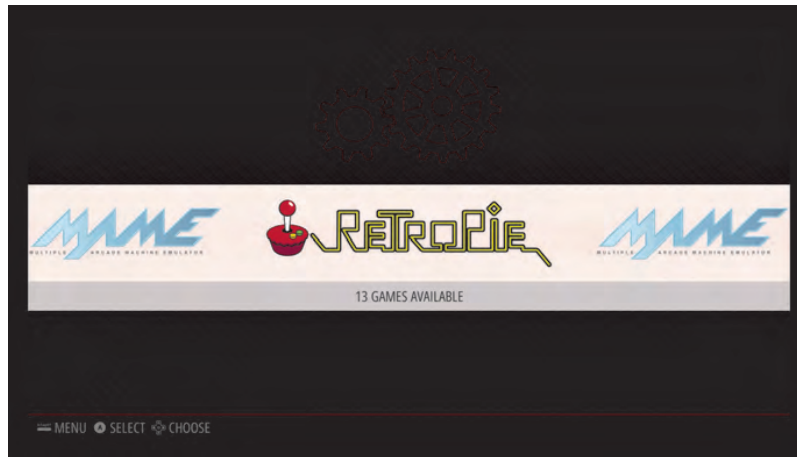 MAME RETROPIE MAME
MULTIPLE ARCADE MACHINE EMULATOR MULTIPLE ARCADE MACHINE EMULATOR
13 GAMES AVAILABLE
MENU A SELECT CHOOSE